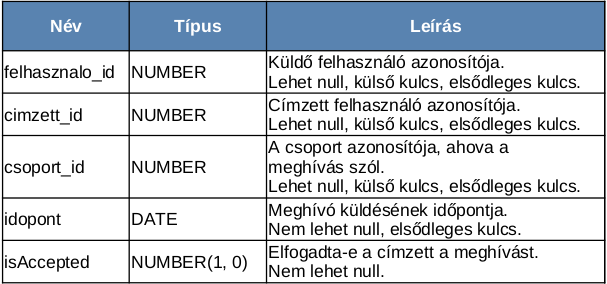 Név Típus Leírás
felhasznalo_id NUMBER Küldő felhasználó azonosítója.
Lehet null, külső kulcs, elsődleges kulcs.
cimzett_id NUMBER Címzett felhasználó azonosítója.
Lehet null, külső kulcs, elsődleges kulcs.
csoport_id NUMBER A csoport azonosítója, ahova a
meghívás szól.
Lehet null, külső kulcs, elsődleges kulcs.
idopont DATE Meghívó küldésének időpontja.
Nem lehet null, elsődleges kulcs.
isAccepted NUMBER(1, 0) Elfogadta-e a címzett a meghívást.
Nem lehet null.